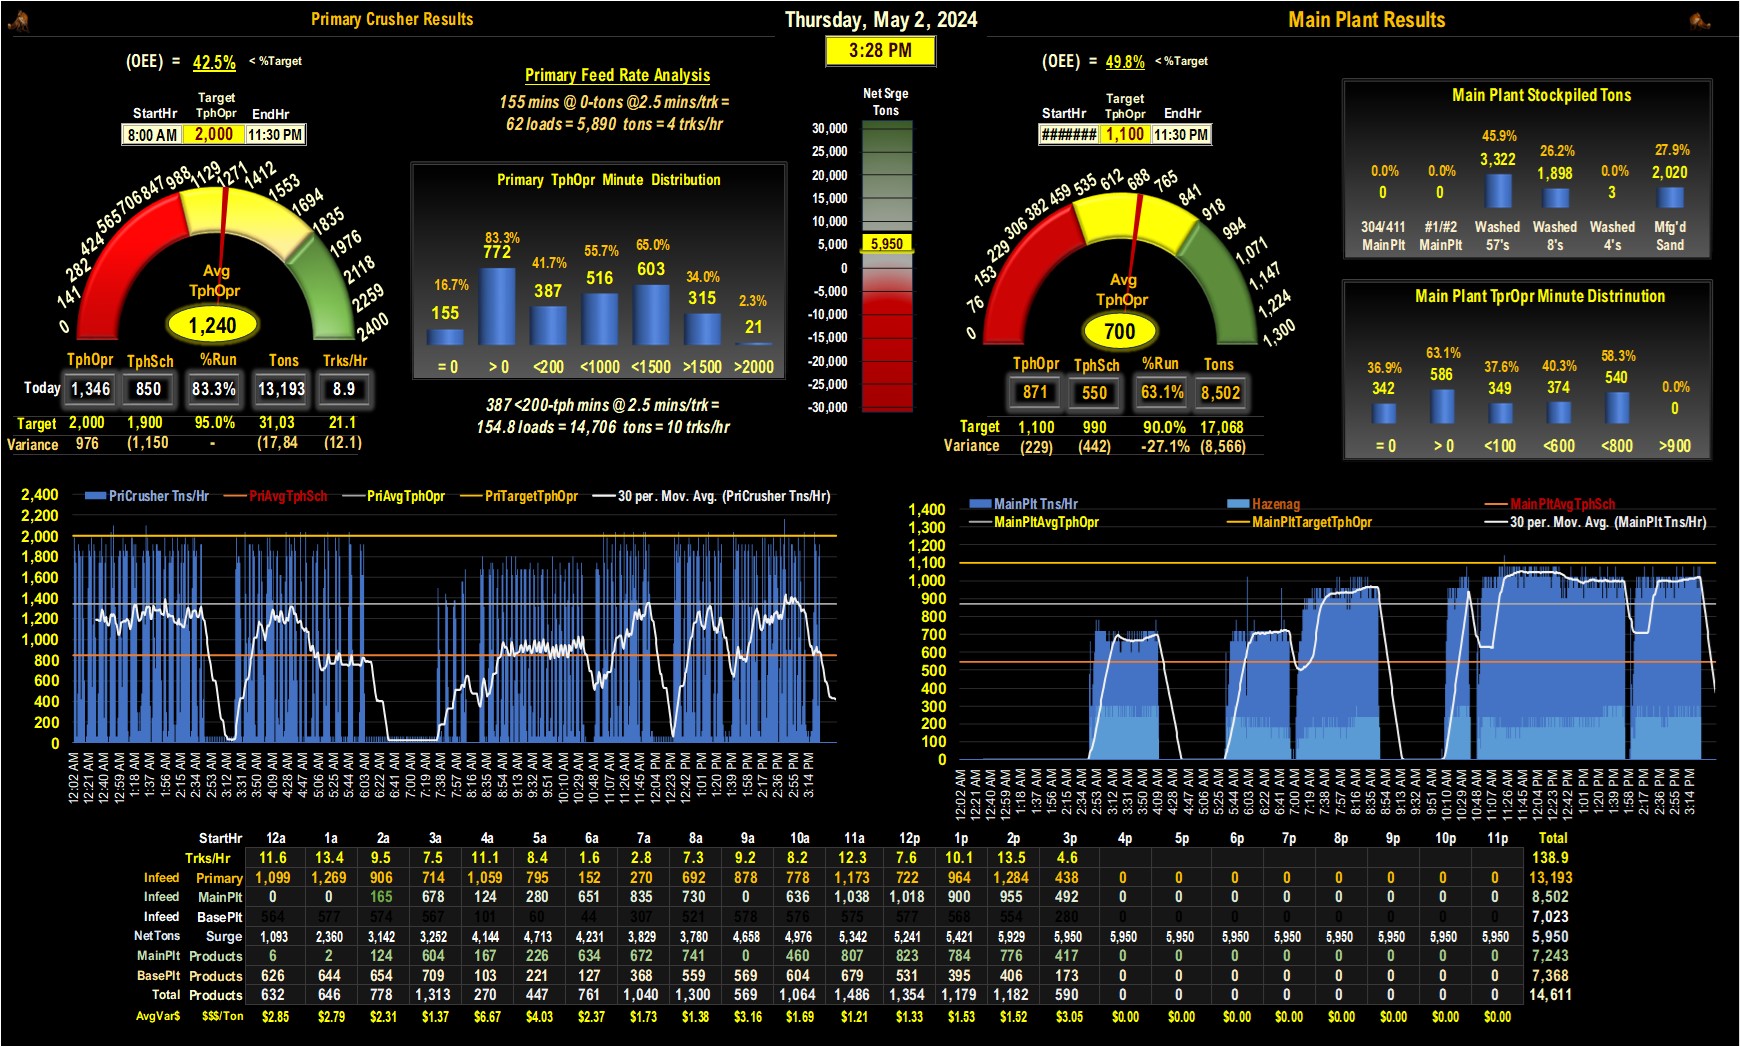 Primary Crusher Results
Thursday, May 2, 2024
Main Plant Results
3:28 PM
(OEE) = 42.5% < %Target
Target
StartHr TphOpr EndHr
8:00 AM 2,000 11:30 PM
0 141 282 424 565 706 847 988 1129 1271 1412 1553 1694 1835 1976 2118 2259 2400
Avg
TphOpr
1,240
TphOpr TphSch %Run Tons Trks/Hr
Today 1,346 850 83.3% 13,193 8.9
Target 2,000 1,900 95.0% 31,03 21.1
Variance 976 (1,150 - (17,84 (12.1)
Primary Feed Rate Analysis
155 mins @ 0-tons @2.5 mins/trk =
62 loads = 5,890 tons = 4 trks/hr
Primary TphOpr Minute Distribution
16.7% 83.3% 41.7% 55.7% 65.0% 34.0% 2.3%
155 772 387 516 603 315 21
= 0 > 0 <200 <1000 <1500 >1500 >2000
387 <200-tph mins @ 2.5 mins/trk =
154.8 loads = 14,706 tons = 10 trks/hr
Net Srge
Tons
30,000
25,000
20,000
15,000
10,000
5,000
0
-5,000
-10,000
-15,000
-20,000
-25,000
-30,000
5,950
(OEE) = 49.8% < %Target
Target
StartHr TphOpr EndHr
####### 1,100 11:30 PM
0 76 153 229 306 382 459 535 612 688 765 841 918 994 1,071 1,147 1,224 1,300
Avg
TphOpr
700
TphOpr TphSch %Run Tons
871 550 63.1% 8,502
Target 1,100 990 90.0% 17,068
Variance (229) (442) -27.1% (8,566)
Main Plant Stockpiled Tons
0.0% 0.0% 45.9% 26.2% 0.0% 27.9%
0 0 3,322 1,898 3 2,020
304/411 #1/#2 Washed Washed Washed Mfg'd
MainPlt MainPlt 57's 8's 4's Sand
Main Plant TprOpr Minute Distrinution
36.9% 63.1% 37.6% 40.3% 58.3% 0.0%
342 586 349 374 540 0
= 0 > 0 <100 <600 <800 >900
PriCrusher Tns/Hr PriAvgTphSch PriAvgTphOpr PriTargetTphOpr 30 per. Mov. Avg. (PriCrusher Tns/Hr)
2,400
2,200
2,000
1,800
1,600
1,400
1,200
1,000
800
600
400
200
0
12:02 AM 12:21 AM 12:40 AM 12:59 AM 1:18 AM 1:37 AM 1:56 AM 2:15 AM 2:34 AM 2:53 AM 3:12 AM 3:31 AM 3:50 AM 4:09 AM 4:28 AM 4:47 AM 5:06 AM 5:25 AM 5:44 AM 6:03 AM 6:22 AM 6:41 AM 7:00 AM 7:19 AM 7:38 AM 7:57 AM 8:16 AM 8:35 AM 8:54 AM 9:13 AM 9:32 AM 9:51 AM 10:10 AM 10:29 AM 10:48 AM 11:07 AM 11:26 AM 11:45 AM 12:04 PM 12:23 PM 12:42 PM 1:01 PM 1:20 PM 1:39 PM 1:58 PM 2:17 PM 2:36 PM 2:55 PM 3:14 PM
MainPlt Tns/Hr Hazenag MainPltAvgTphSch
MainPltAvgTphOpr MainPltTargetTphOpr 30 per. Mov. Avg. (MainPlt Tns/Hr)
1,400
1,300
1,200
1,100
1,000
900
800
700
600
500
400
300
200
100
0
12:02 AM 12:21 AM 12:40 AM 12:59 AM 1:18 AM 1:37 AM 1:56 AM 2:15 AM 2:34 AM 2:53 AM 3:12 AM 3:31 AM 3:50 AM 4:09 AM 4:28 AM 4:47 AM 5:06 AM 5:25 AM 5:44 AM 6:03 AM 6:22 AM 6:41 AM 7:00 AM 7:19 AM 7:38 AM 7:57 AM 8:16 AM 8:35 AM 8:54 AM 9:13 AM 9:32 AM 9:51 AM 10:10 AM 10:29 AM 10:48 AM 11:07 AM 11:26 AM 11:45 AM 12:04 PM 12:23 PM 12:42 PM 1:01 PM 1:20 PM 1:39 PM 1:58 PM 2:17 PM 2:36 PM 2:55 PM 3:14 PM
StartHr 12a 1a 2a 3a 4a 5a 6a 7a 8a 9a 10a 11a 12p 1p 2p 3p 4p 5p 6p 7p 8p 9p 10p 11p Total
Trks/Hr 11.6 13.4 9.5 7.5 11.1 8.4 1.6 2.8 7.3 9.2 8.2 12.3 7.6 10.1 13.5 4.6 138.9
Infeed Primary 1,099 1,269 906 714 1,059 795 152 270 692 878 778 1,173 722 964 1,284 438 0 0 0 0 0 0 0 0 13,193
Infeed MainPlt 0 0 165 678 124 280 651 835 730 0 636 1,038 1,018 900 955 492 0 0 0 0 0 0 0 0 8,502
Infeed BasePlt 564 577 574 567 101 60 44 307 521 578 576 575 577 568 554 280 0 0 0 0 0 0 0 0 7,023
NetTons Surge 1,093 2,360 3,142 3,252 4,144 4,713 4,231 3,829 3,780 4,658 4,976 5,342 5,241 5,421 5,929 5,950 5,950 5,950 5,950 5,950 5,950 5,950 5,950 5,950 5,950
MainPlt Products 6 2 124 604 167 226 634 672 741 0 460 807 823 784 776 417 0 0 0 0 0 0 0 0 7,243
BasePlt Products 626 644 654 709 103 221 127 368 559 569 604 679 531 395 406 173 0 0 0 0 0 0 0 0 7,368
Total Products 632 646 778 1,313 270 447 761 1,040 1,300 569 1,064 1,486 1,354 1,179 1,182 590 0 0 0 0 0 0 0 0 14,611
AvgVar$ $$$/Ton $2.85 $2.79 $2.31 $1.37 $6.67 $4.03 $2.37 $1.73 $1.38 $3.16 $1.69 $1.21 $1.33 $1.53 $1.52 $3.05 $0.00 $0.00 $0.00 $0.00 $0.00 $0.00 $0.00 $0.00